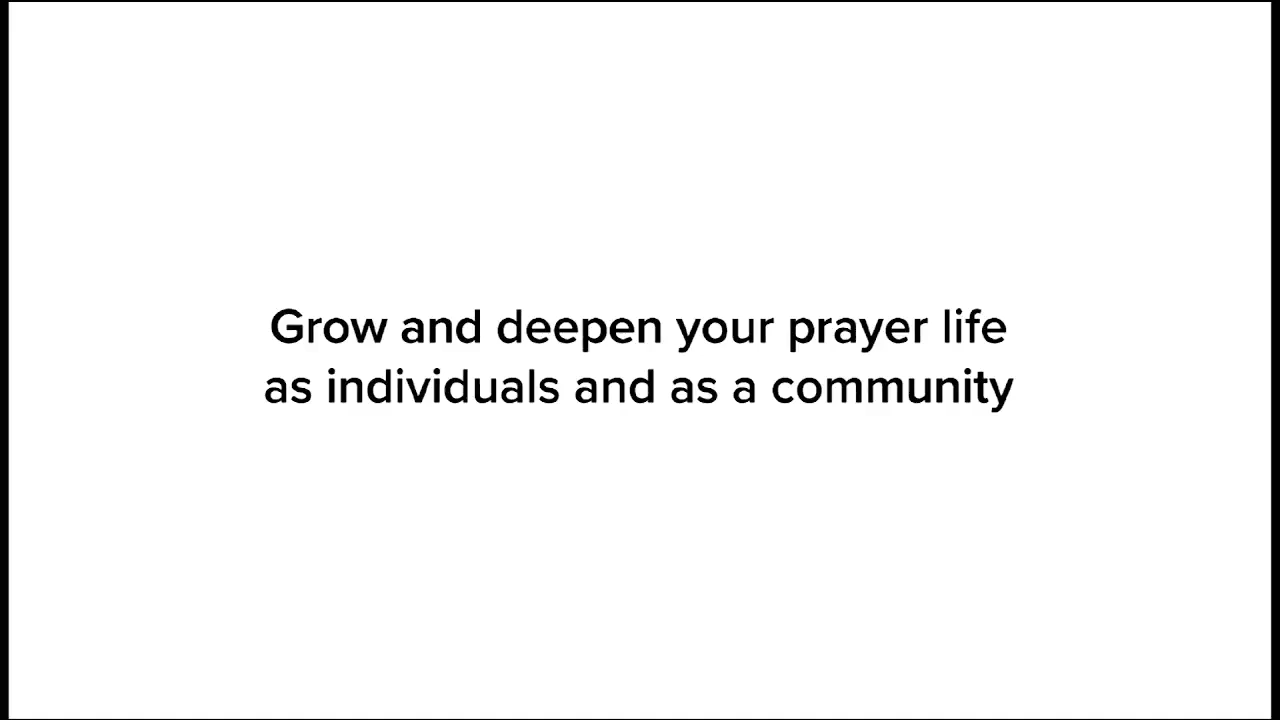 Grow and deepen your prayer life
as individuals and as a community